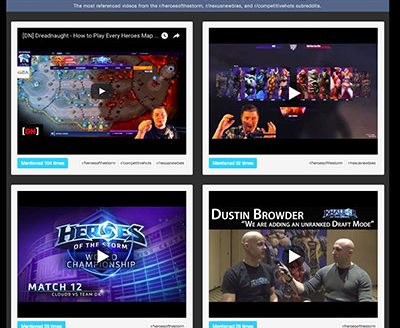 The most referenced videos from the r/heroesofthestorm, r/nexusnewbies, and r/competitivehots subreddits.
[DN] Dreadnaught - How to Play Every Heroes Map ...
[DN]
Mentioned 104 times
r/heroesofthestorm
r/competitivehots
r/nexusnewbies
Mentioned 32 times
r/heroesofthestorm
r/nexusnewbies
HEROES
OF THE STORM
WORLD
CHAMPIONSHIP
MATCH 12
CLOUD9 VS TEAM DK
Mentioned 28 times
r/heroesofthestorm
DUSTIN BROWDER
"WE ARE ADDING AN UNRANKED DRAFT MODE"
Mentioned 26 times
r/heroesofthestorm